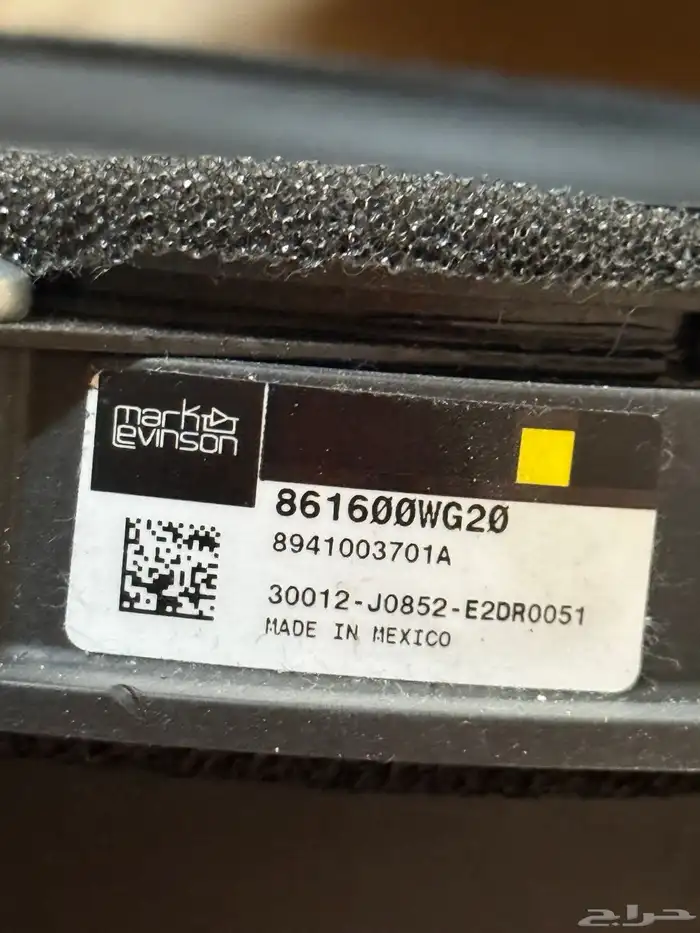 mark
Levinson
861600WG20
8941003701A
30012-J0852-E2DR0051
MADE IN MEXICO
حراج